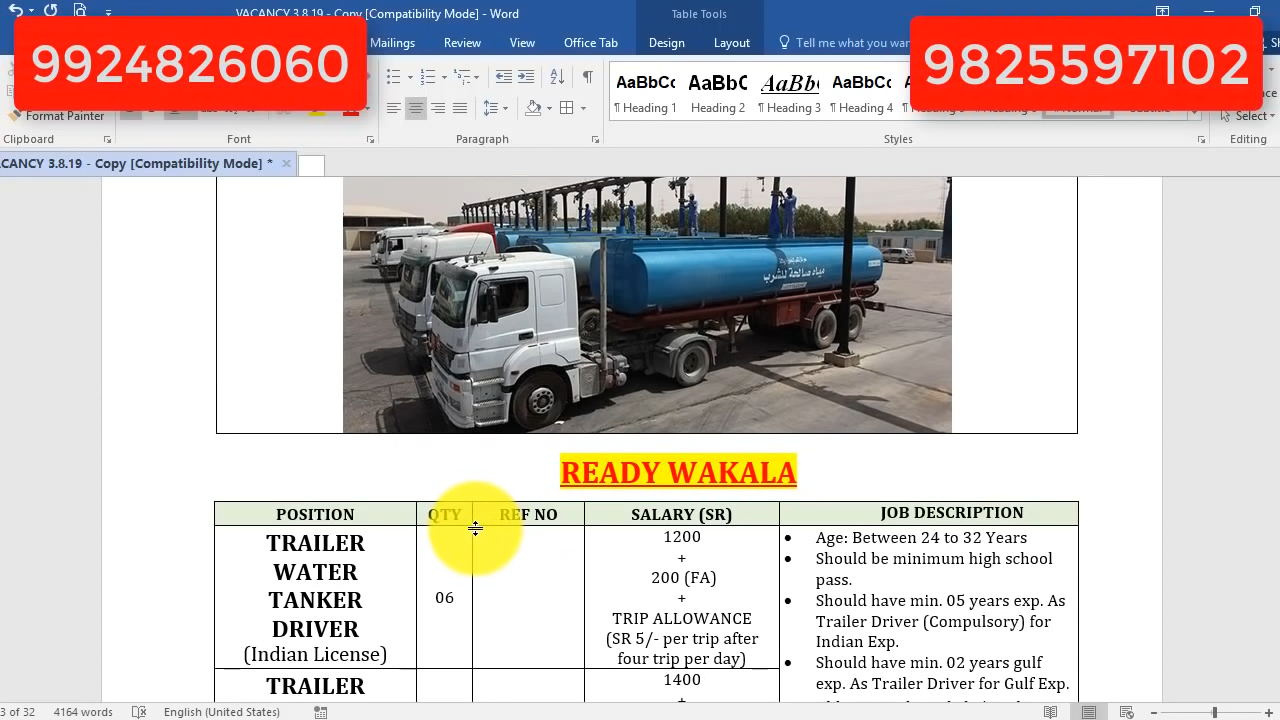 VACANCY 3.8.19 - Copy [Compatibility Mode] - Word
Table Tools
9924826060
9825597102
Mailings
Review
View
Office Tab
Design
Layout
Tell me what you wan
Format Painter
AaBbCc
AaBbC
AaBbC
AaBbCc
¶ Heading 1
Heading 2
¶ Heading 3
¶ Heading 4
Select
Clipboard
Font
Paragraph
Styles
Editing
CANCY 3.8.19 - Copy [Compatibility Mode] *
مياه صالحة للشرب
READY WAKALA
POSITION
QTY
REF NO
SALARY (SR)
JOB DESCRIPTION
TRAILER
WATER
TANKER
DRIVER
(Indian License)
06
1200
+
200 (FA)
+
TRIP ALLOWANCE
(SR 5/- per trip after
four trip per day)
• Age: Between 24 to 32 Years
• Should be minimum high school
pass.
• Should have min. 05 years exp. As
Trailer Driver (Compulsory) for
Indian Exp.
• Should have min. 02 years gulf
exp. As Trailer Driver for Gulf Exp.
TRAILER
1400
+
3 of 32
4164 words
English (United States)